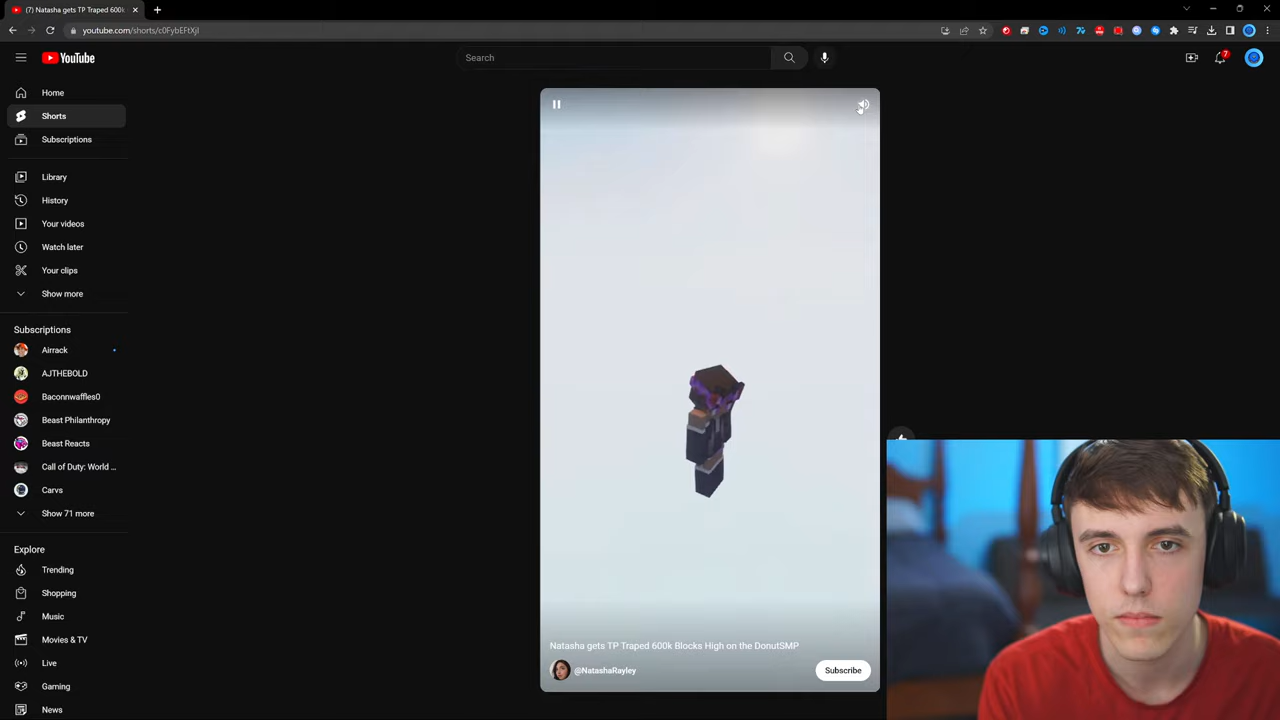 (7) Natasha gets TP Traped 600k
youtube.com/shorts/c0FybEFtXjI
YouTube
Search
7
Home
Shorts
Subscriptions
Library
History
Your videos
Watch later
Your clips
Show more
Subscriptions
Airrack
AJTHEBOLD
Baconnwaffles0
Beast Philanthropy
Beast Reacts
Call of Duty: World ...
Carvs
Show 71 more
Explore
Trending
Shopping
Music
Movies & TV
Live
Gaming
News
Natasha gets TP Traped 600k Blocks High on the DonutSMP
@NatashaRayley
Subscribe